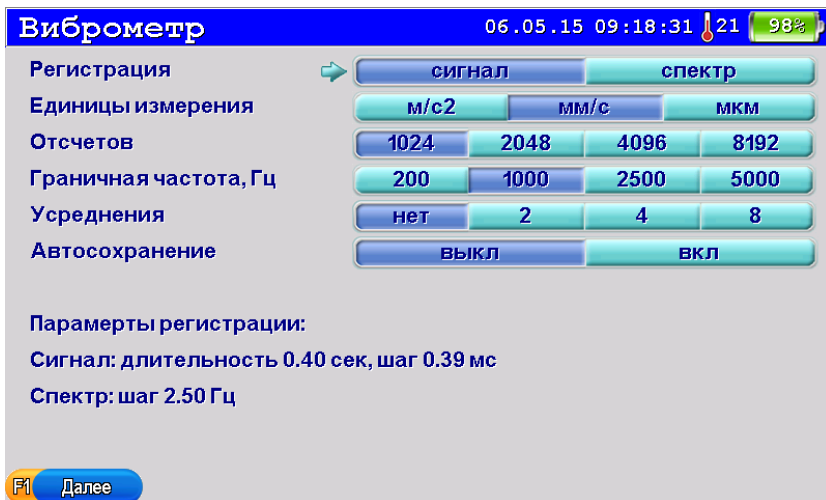 Виброметр 06.05.15 09:18:31 21 98%
Регистрация сигнал спектр
Единицы измерения м/с2 мм/с мкм
Отсчетов 1024 2048 4096 8192
Граничная частота, Гц 200 1000 2500 5000
Усреднения нет 2 4 8
Автосохранение выкл вкл
Парамерты регистрации:
Сигнал: длительность 0.40 сек, шаг 0.39 мс
Спектр: шаг 2.50 Гц
F1 Далее